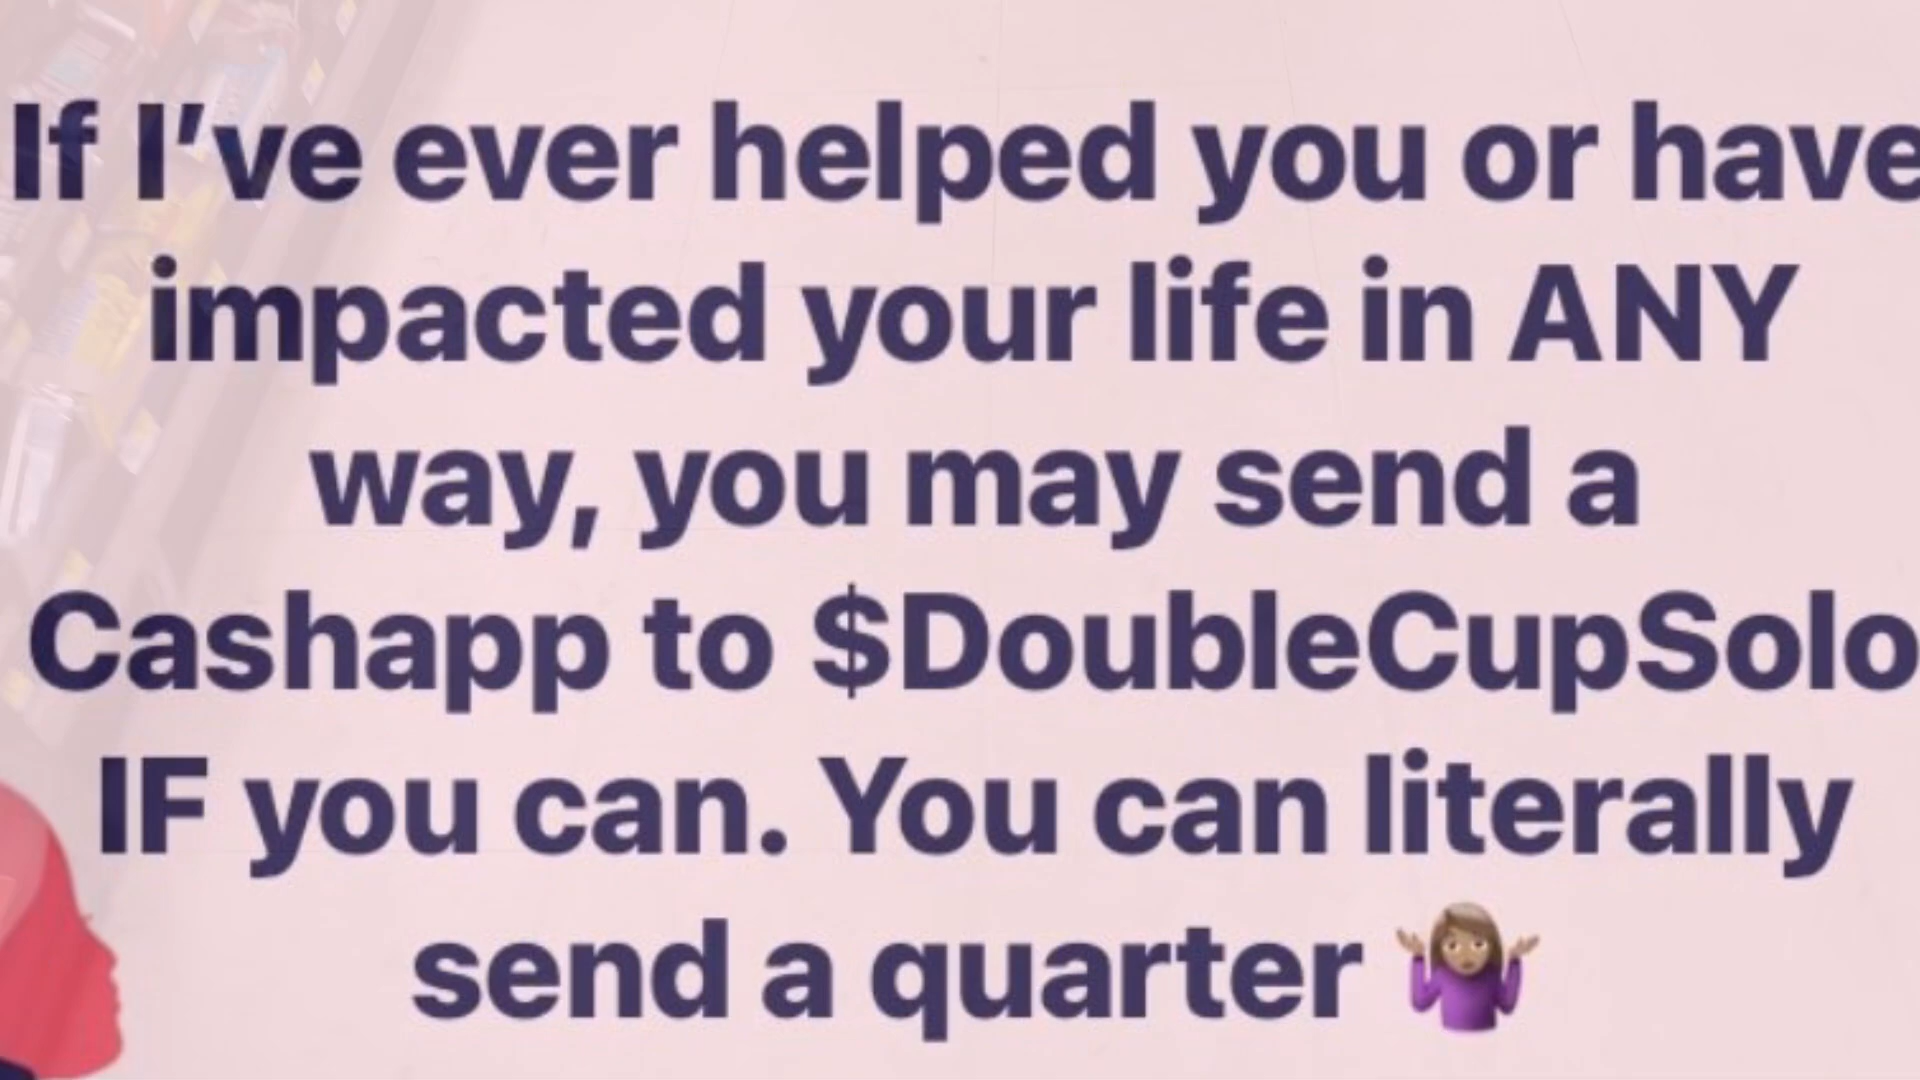 If I’ve ever helped you or have
impacted your life in ANY
way, you may send a
Cashapp to $DoubleCupSolo
IF you can. You can literally
send a quarter 🤷🏽‍♀️